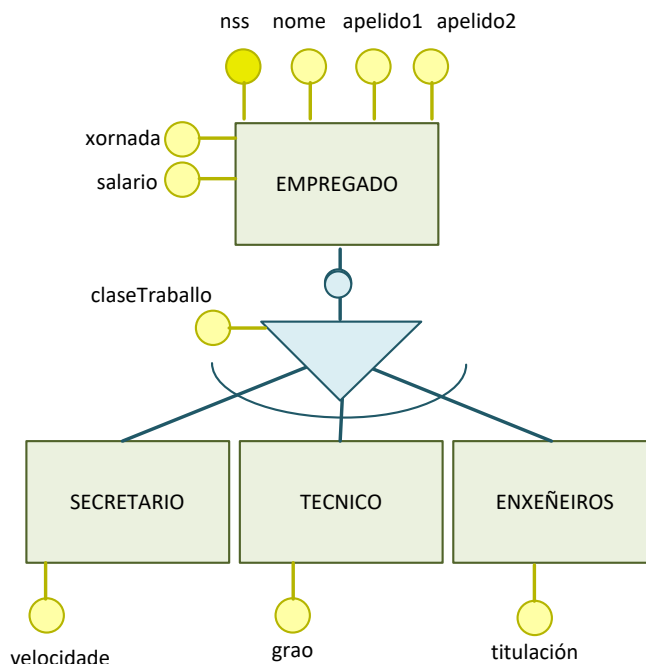 nss nome apelido1 apelido2
xornada
salario
EMPREGADO
claseTraballo
SECRETARIO TECNICO ENXEÑEIROS
velocidade grao titulación